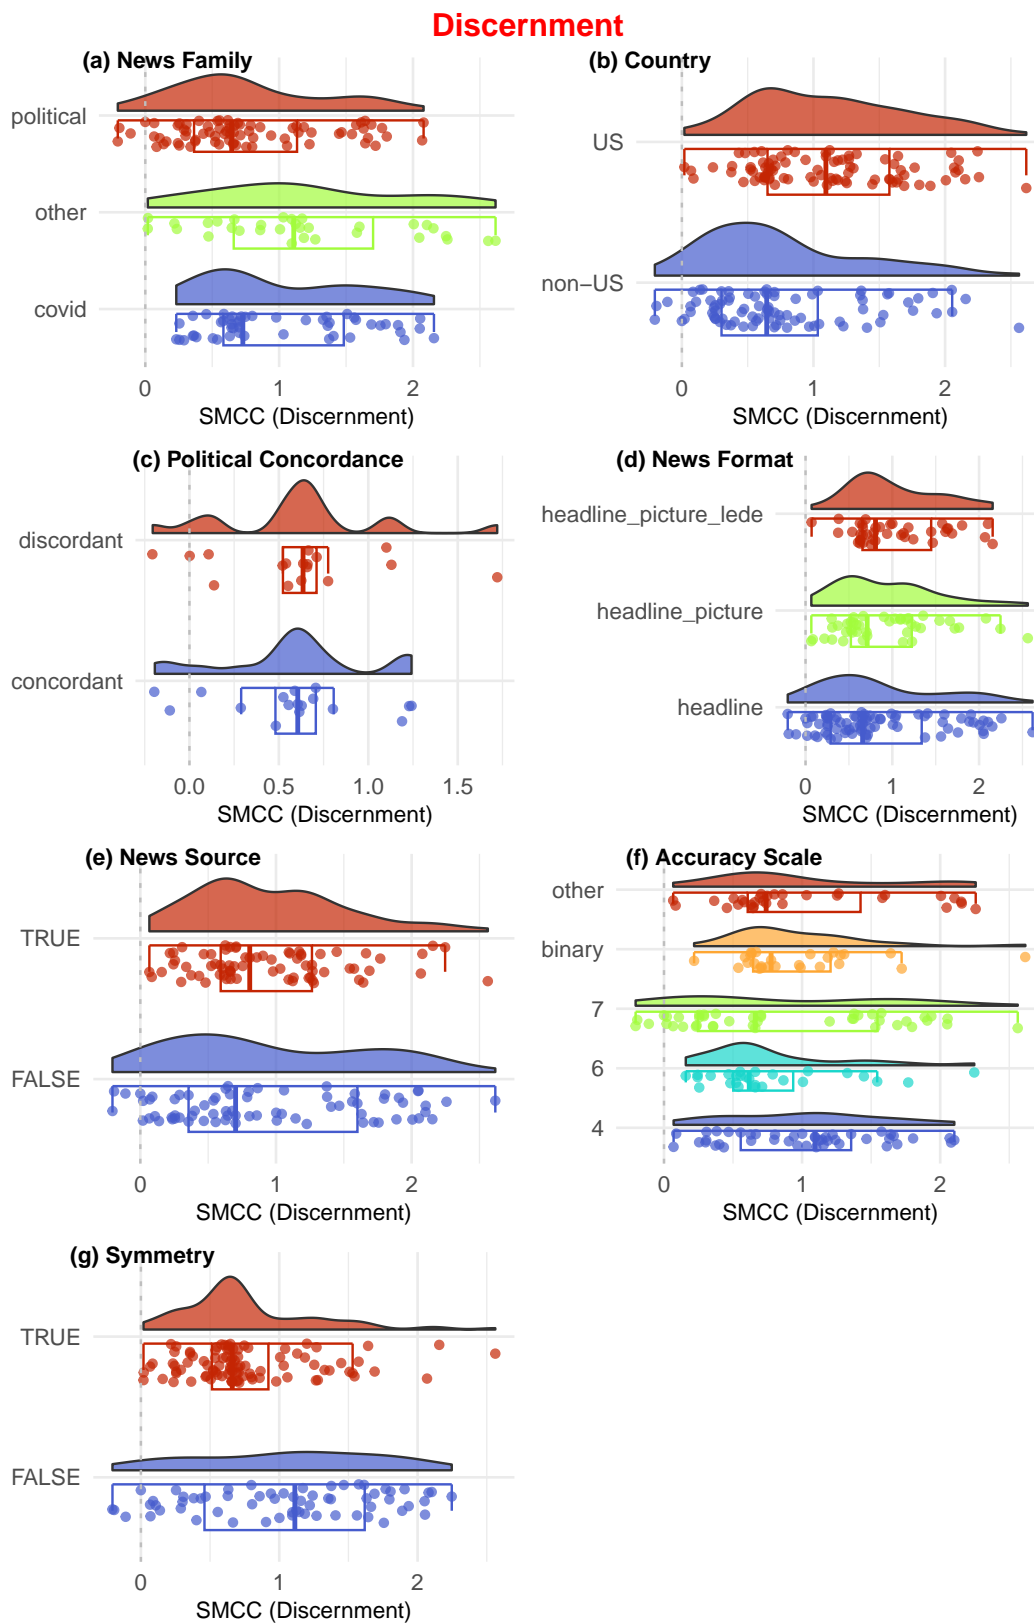 Discernment
(a) News Family
political
other
covid
0 1 2
SMCC (Discernment)
(b) Country
US
non−US
0 1 2
SMCC (Discernment)
(c) Political Concordance
discordant
concordant
0.0 0.5 1.0 1.5
SMCC (Discernment)
(d) News Format
headline_picture_lede
headline_picture
headline
0 1 2
SMCC (Discernment)
(e) News Source
TRUE
FALSE
0 1 2
SMCC (Discernment)
(f) Accuracy Scale
other
binary
7
6
4
0 1 2
SMCC (Discernment)
(g) Symmetry
TRUE
FALSE
0 1 2
SMCC (Discernment)